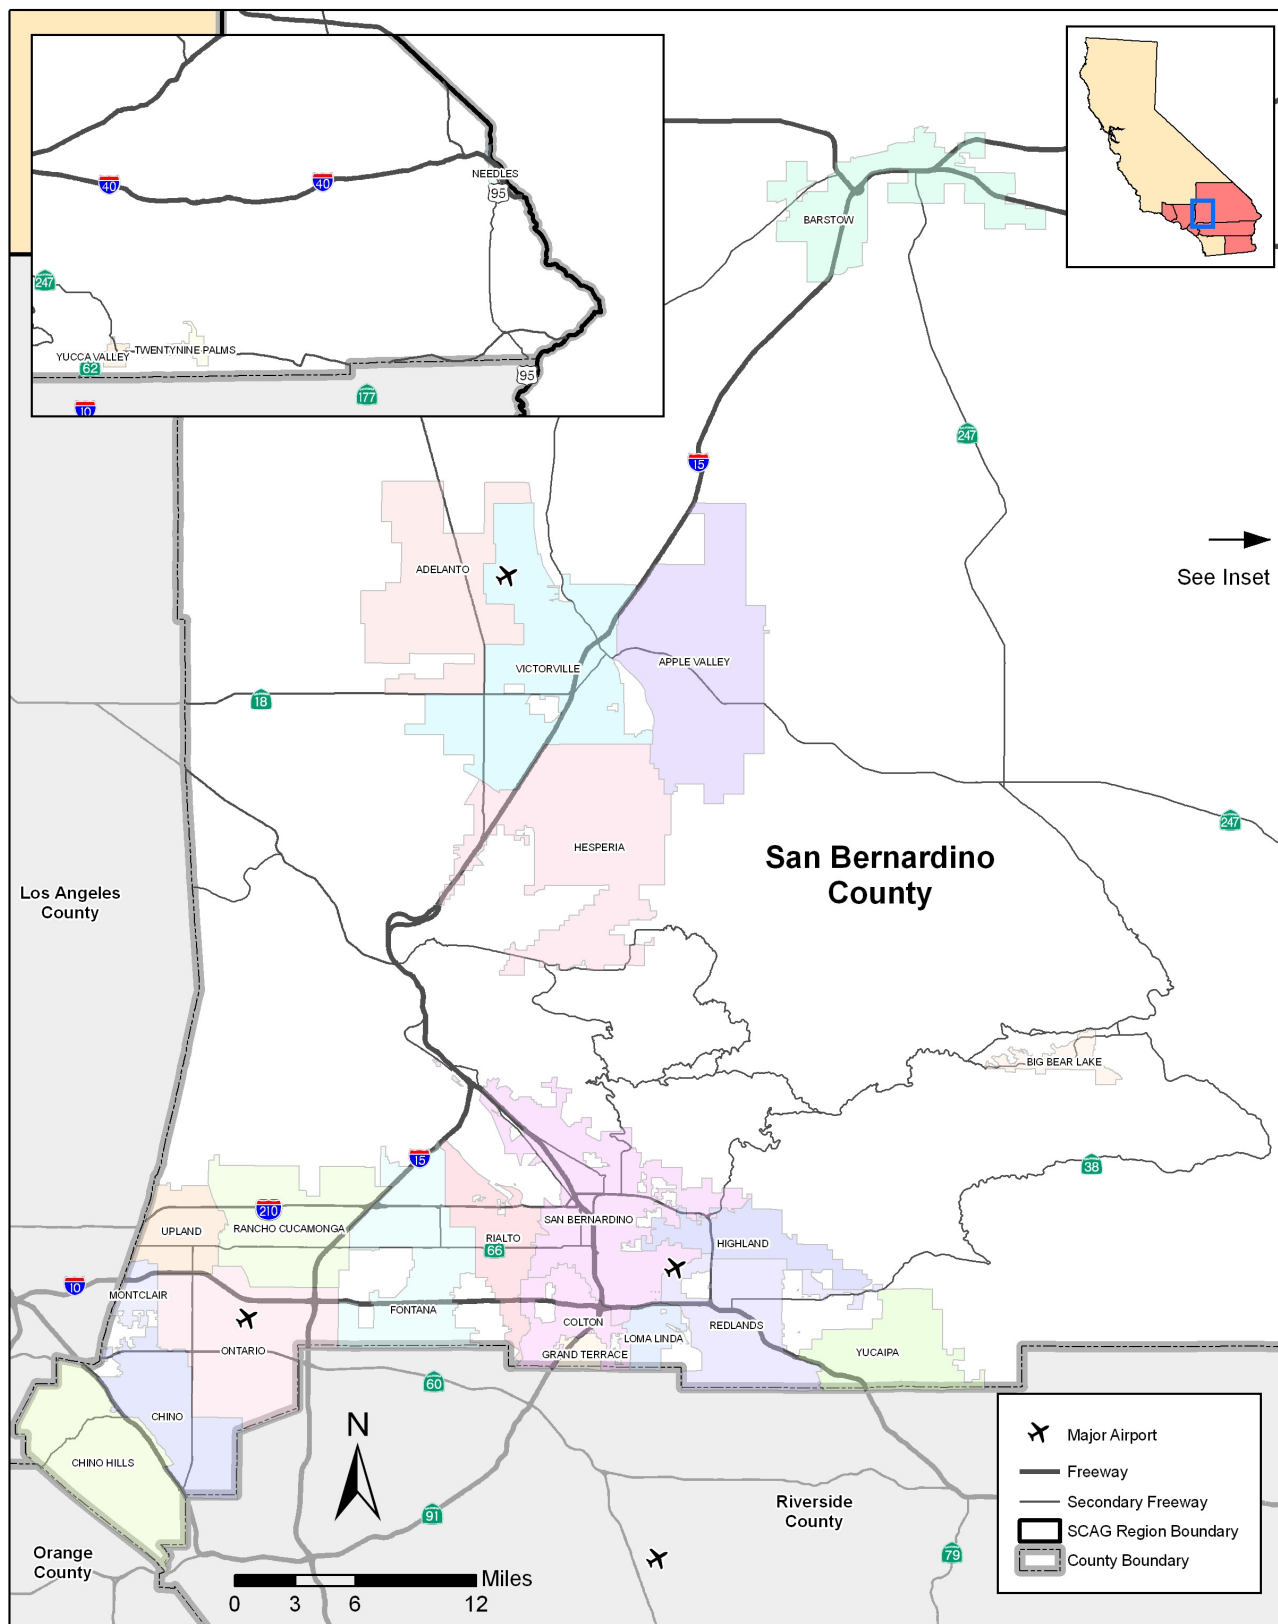 40
40
NEEDLES
95
247
YUCCA VALLEY
TWENTYNINE PALMS
62
95
10
177
BARSTOW
247
15
See Inset
ADELANTO
VICTORVILLE
APPLE VALLEY
18
HESPERIA
247
San Bernardino
County
Los Angeles
County
BIG BEAR LAKE
15
38
210
UPLAND
RANCHO CUCAMONGA
RIALTO
66
SAN BERNARDINO
HIGHLAND
10
MONTCLAIR
FONTANA
COLTON
LOMA LINDA
REDLANDS
ONTARIO
GRAND TERRACE
YUCAIPA
60
CHINO
CHINO HILLS
N
91
Riverside
County
79
Orange
County
Miles
0 3 6 12
Major Airport
Freeway
Secondary Freeway
SCAG Region Boundary
County Boundary